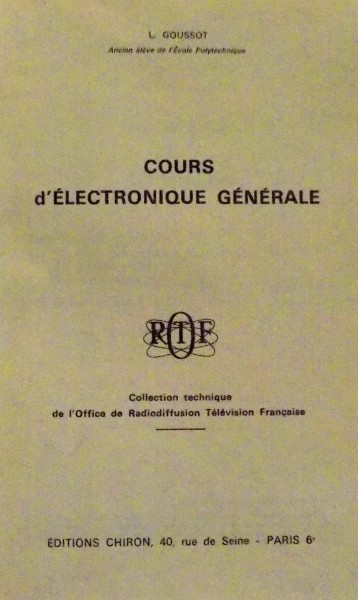 L. GOUSSOT
Ancien élève de l'École Polytechnique
COURS
d'ÉLECTRONIQUE GÉNÉRALE
RTF
Collection technique
de l'Office de Radiodiffusion Télévision Française
ÉDITIONS CHIRON, 40, rue de Seine - PARIS 6e